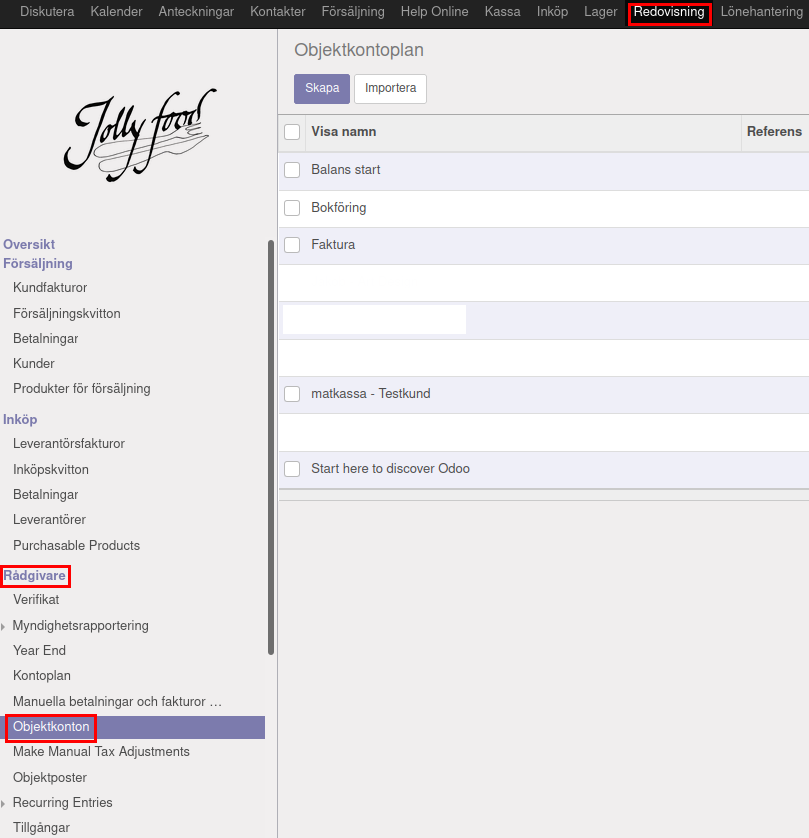 Diskutera Kalender Anteckningar Kontakter Försäljning Help Online Kassa Inköp Lager Redovisning Lönehantering
Jolly food
Oversikt
Försäljning
Kundfakturor
Försäljningskvitton
Betalningar
Kunder
Produkter för försäljning
Inköp
Leverantörsfakturor
Inköpskvitton
Betalningar
Leverantörer
Purchasable Products
Rådgivare
Verifikat
Myndighetsrapportering
Year End
Kontoplan
Manuella betalningar och fakturor …
Objektkonton
Make Manual Tax Adjustments
Objektposter
Recurring Entries
Tillgångar
Objektkontoplan
Skapa Importera
Visa namn Referens
Balans start
Bokföring
Faktura
matkassa - Testkund
Start here to discover Odoo